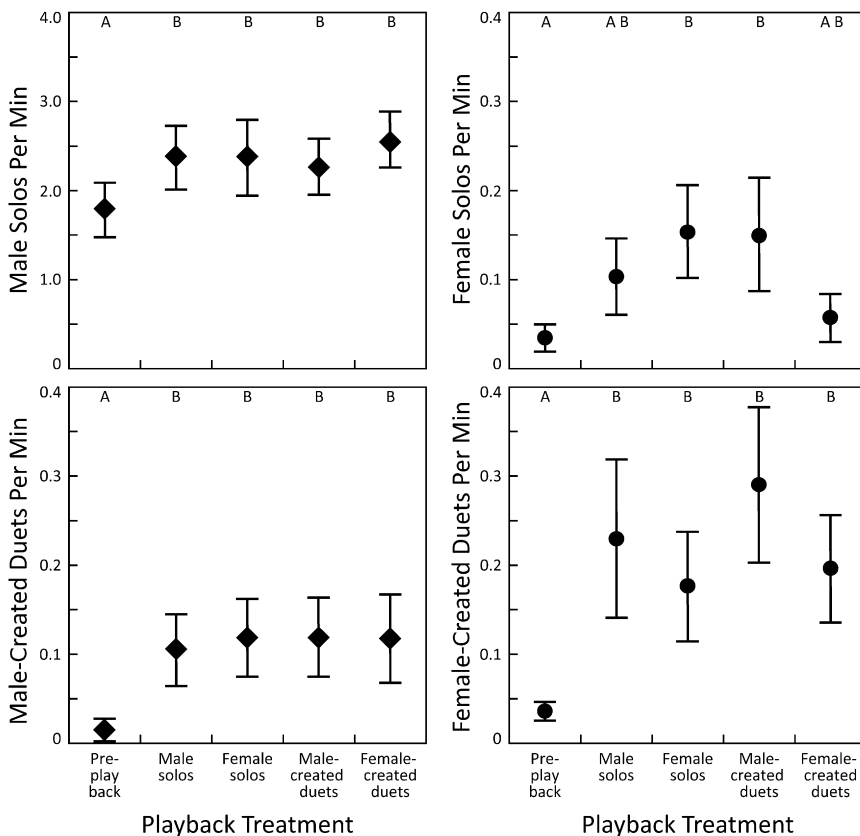 Male Solos Per Min
4.0
3.0
2.0
1.0
0
A B B B B
Female Solos Per Min
0.4
0.3
0.2
0.1
0
A A B B B A B
Male-Created Duets Per Min
0.4
0.3
0.2
0.1
0
A B B B B
Pre-
play
back
Male
solos
Female
solos
Male-
created
duets
Female-
created
duets
Playback Treatment
Female-Created Duets Per Min
0.4
0.3
0.2
0.1
0
A B B B B
Pre-
play
back
Male
solos
Female
solos
Male-
created
duets
Female-
created duets
Playback Treatment